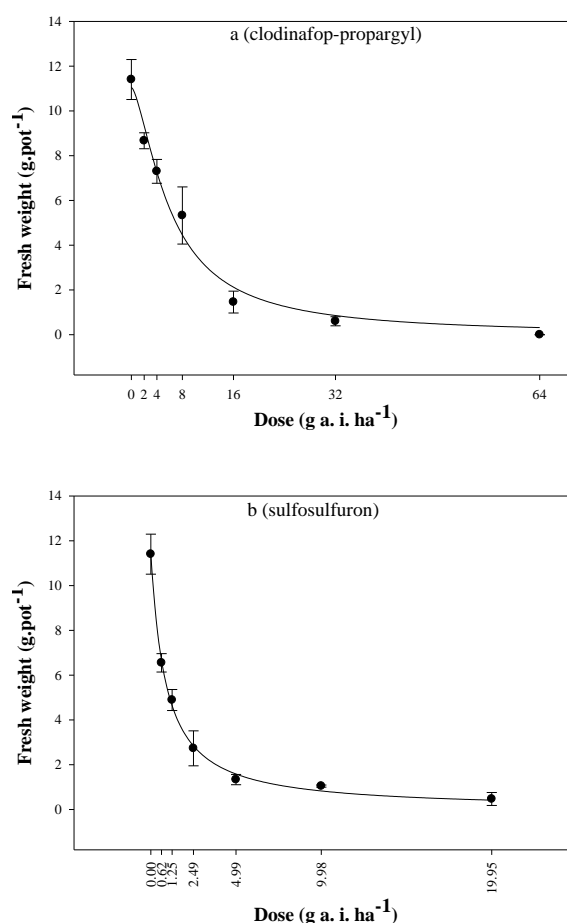 a (clodinafop-propargyl)
14
12
10
8
6
4
2
0
Fresh weight (g.pot-1)
0 2 4 8 16 32 64
Dose (g a. i. ha-1)
b (sulfosulfuron)
14
12
10
8
6
4
2
0
Fresh weight (g.pot-1)
0.00 0.62 1.25 2.49 4.99 9.98 19.95
Dose (g a. i. ha-1)